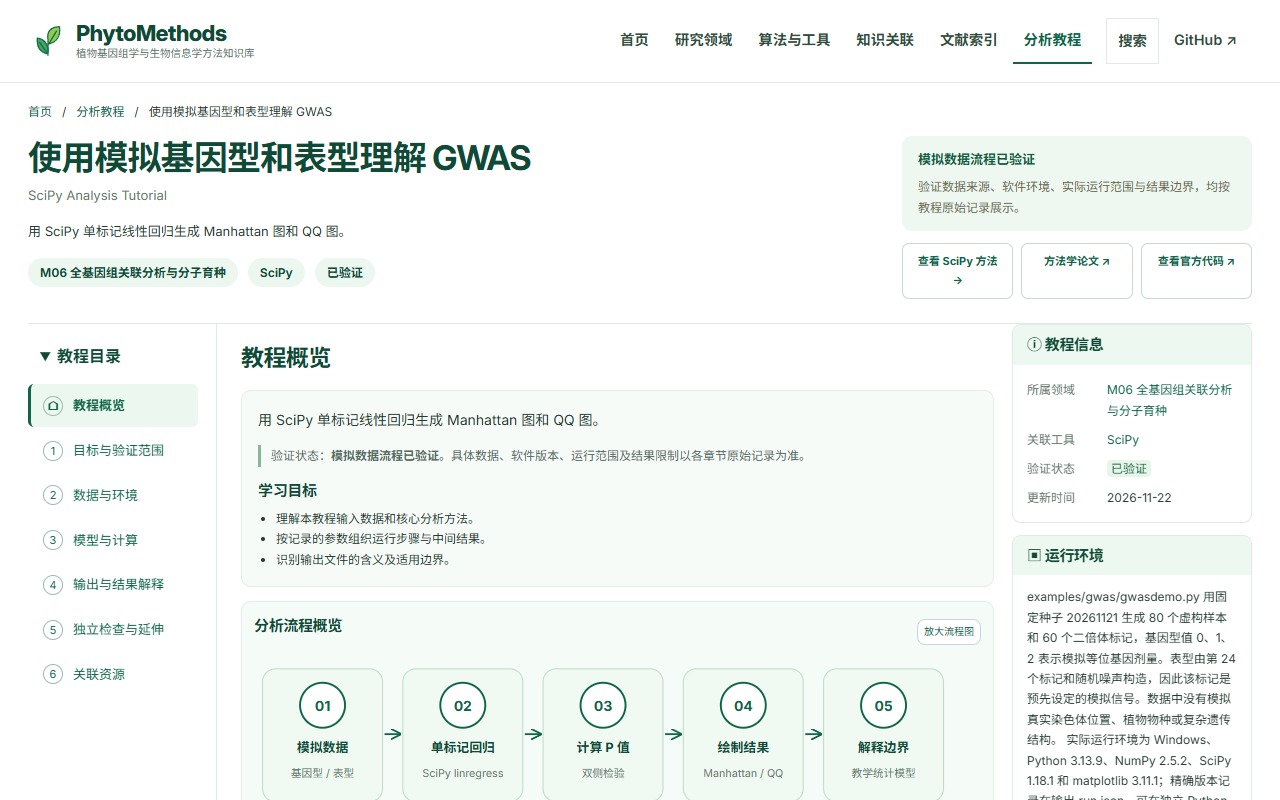 PhytoMethods
植物基因组学与生物信息学方法知识库
首页
研究领域
算法与工具
知识关联
文献索引
分析教程
搜索
GitHub ↗
首页 / 分析教程 / 使用模拟基因型和表型理解 GWAS
使用模拟基因型和表型理解 GWAS
SciPy Analysis Tutorial
用 SciPy 单标记线性回归生成 Manhattan 图和 QQ 图。
M06 全基因组关联分析与分子育种
SciPy
已验证
模拟数据流程已验证
验证数据来源、软件环境、实际运行范围与结果边界，均按
教程原始记录展示。
查看 SciPy 方法
→
方法学论文 ↗
查看官方代码 ↗
▼ 教程目录
教程概览
1 目标与验证范围
2 数据与环境
3 模型与计算
4 输出与结果解释
5 独立检查与延伸
6 关联资源
教程概览
用 SciPy 单标记线性回归生成 Manhattan 图和 QQ 图。
验证状态：模拟数据流程已验证。具体数据、软件版本、运行范围及结果限制以各章节原始记录为准。
学习目标
• 理解本教程输入数据和核心分析方法。
• 按记录的参数组织运行步骤与中间结果。
• 识别输出文件的含义及适用边界。
分析流程概览
放大流程图
01
模拟数据
基因型 / 表型
02
单标记回归
SciPy linregress
03
计算 P 值
双侧检验
04
绘制结果
Manhattan / QQ
05
解释边界
教学统计模型
ⓘ 教程信息
所属领域 M06 全基因组关联分析
与分子育种
关联工具 SciPy
验证状态 已验证
更新时间 2026-11-22
▣ 运行环境
examples/gwas/gwasdemo.py 用固
定种子 20261121 生成 80 个虚构样本
和 60 个二倍体标记，基因型值 0、1、
2 表示模拟等位基因剂量。表型由第 24
个标记和随机噪声构造，因此该标记是
预先设定的模拟信号。数据中没有模拟
真实染色体位置、植物物种或复杂遗传
结构。 实际运行环境为 Windows、
Python 3.13.9、NumPy 2.5.2、SciPy
1.18.1 和 matplotlib 3.11.1；精确版本记
录在输出 run.json。可在独立 Python